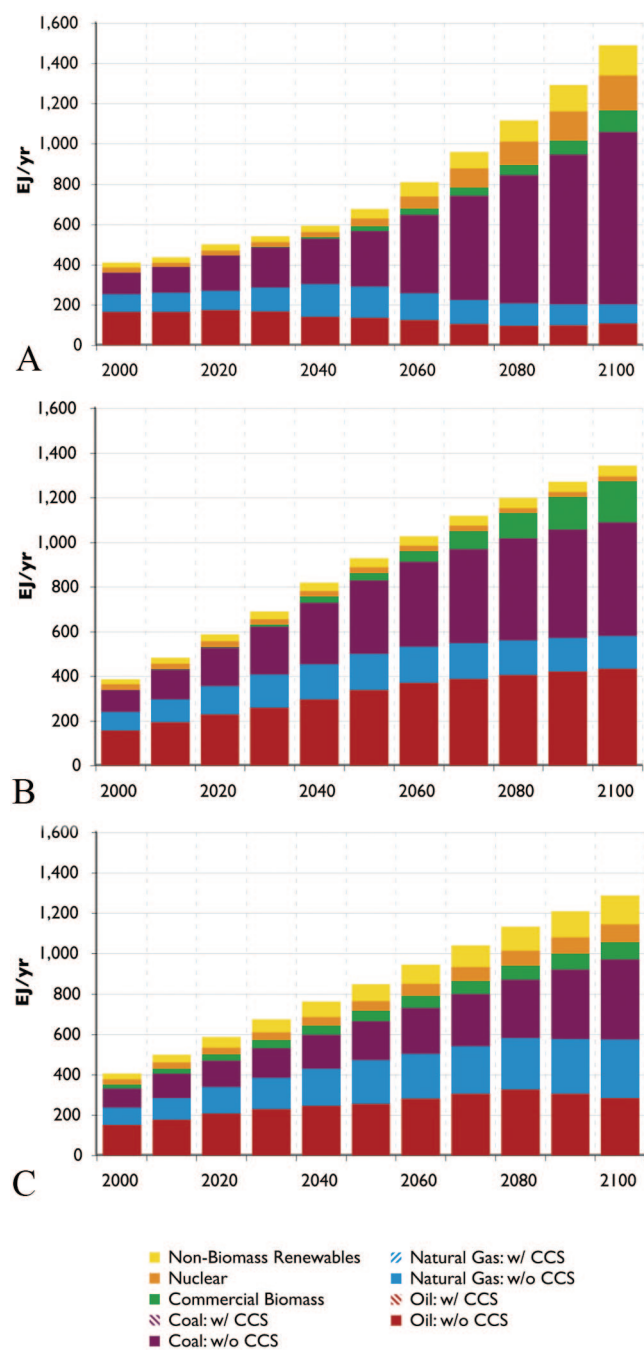 1,600
1,400
1,200
1,000
800
600
400
200
0
EJ/yr
A
2000 2020 2040 2060 2080 2100
1,600
1,400
1,200
1,000
800
600
400
200
0
EJ/yr
B
2000 2020 2040 2060 2080 2100
1,600
1,400
1,200
1,000
800
600
400
200
0
EJ/yr
C
2000 2020 2040 2060 2080 2100
Non-Biomass Renewables
Nuclear
Commercial Biomass
Coal: w/ CCS
Coal: w/o CCS
Natural Gas: w/ CCS
Natural Gas: w/o CCS
Oil: w/ CCS
Oil: w/o CCS